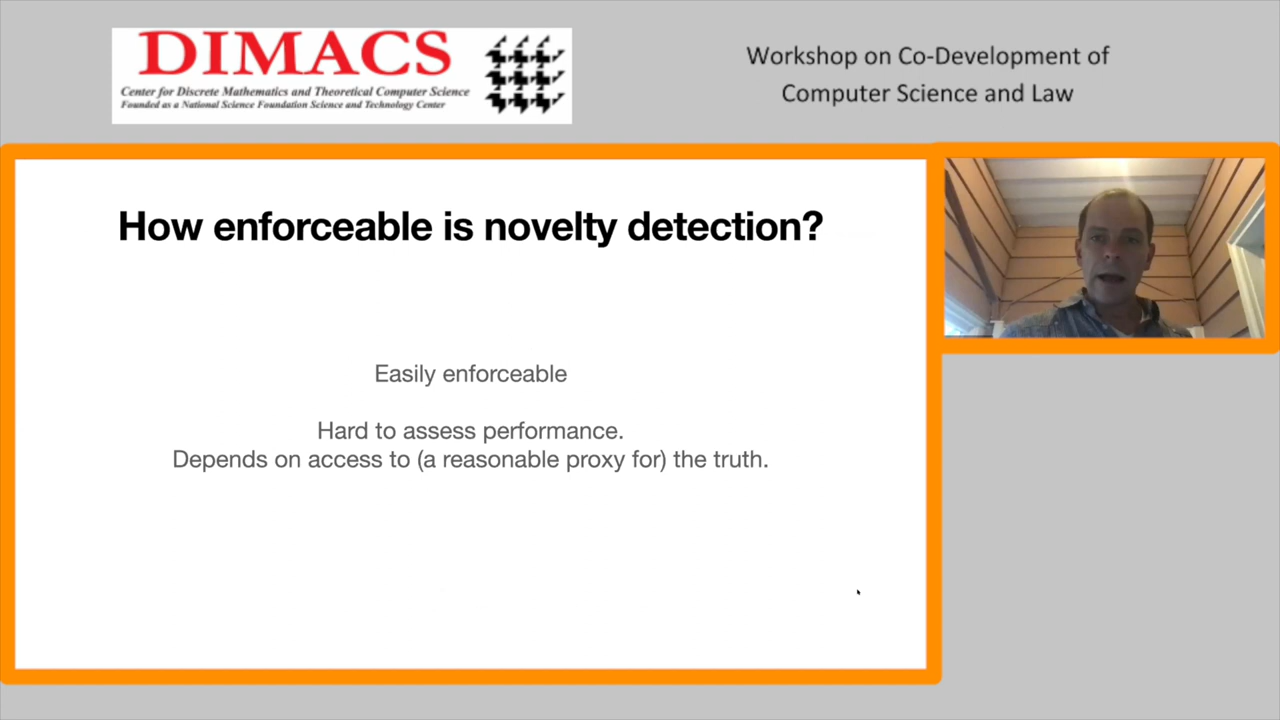 DIMACS
Center for Discrete Mathematics and Theoretical Computer Science
Founded as a National Science Foundation Science and Technology Center
Workshop on Co-Development of
Computer Science and Law
How enforceable is novelty detection?
Easily enforceable
Hard to assess performance.
Depends on access to (a reasonable proxy for) the truth.